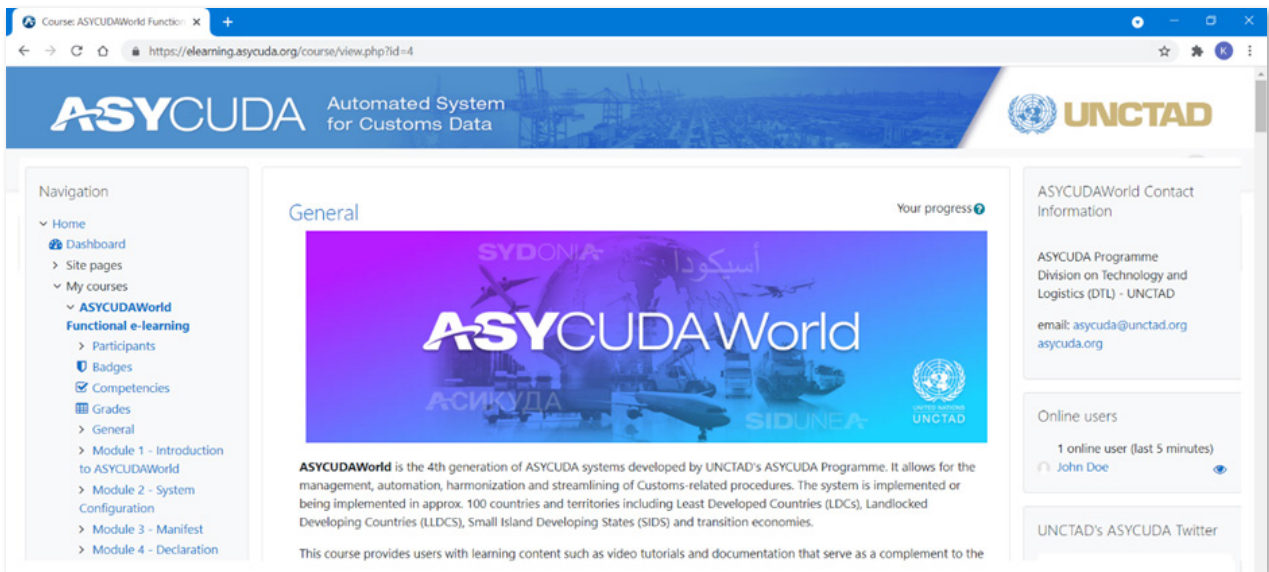 Course: ASYCUDAWorld Function
https://elearning.asycuda.org/course/view.php?id=4
K
ASYCUDA
Automated System
for Customs Data
UNCTAD
Navigation
Home
Dashboard
Site pages
My courses
ASYCUDAWorld
Functional e-learning
Participants
Badges
Competencies
Grades
General
Module 1 - Introduction
to ASYCUDAWorld
Module 2 - System
Configuration
Module 3 - Manifest
Module 4 - Declaration
General
Your progress
SYDONIA
أسيكودا
ASYCUDAWorld
АСИКУДА
SIDUNEA
UNITED NATIONS
UNCTAD
ASYCUDAWorld is the 4th generation of ASYCUDA systems developed by UNCTAD's ASYCUDA Programme. It allows for the
management, automation, harmonization and streamlining of Customs-related procedures. The system is implemented or
being implemented in approx. 100 countries and territories including Least Developed Countries (LDCs), Landlocked
Developing Countries (LLDCS), Small Island Developing States (SIDS) and transition economies.
This course provides users with learning content such as video tutorials and documentation that serve as a complement to the
ASYCUDAWorld Contact
Information
ASYCUDA Programme
Division on Technology and
Logistics (DTL) - UNCTAD
email: asycuda@unctad.org
asycuda.org
Online users
1 online user (last 5 minutes)
John Doe
UNCTAD's ASYCUDA Twitter